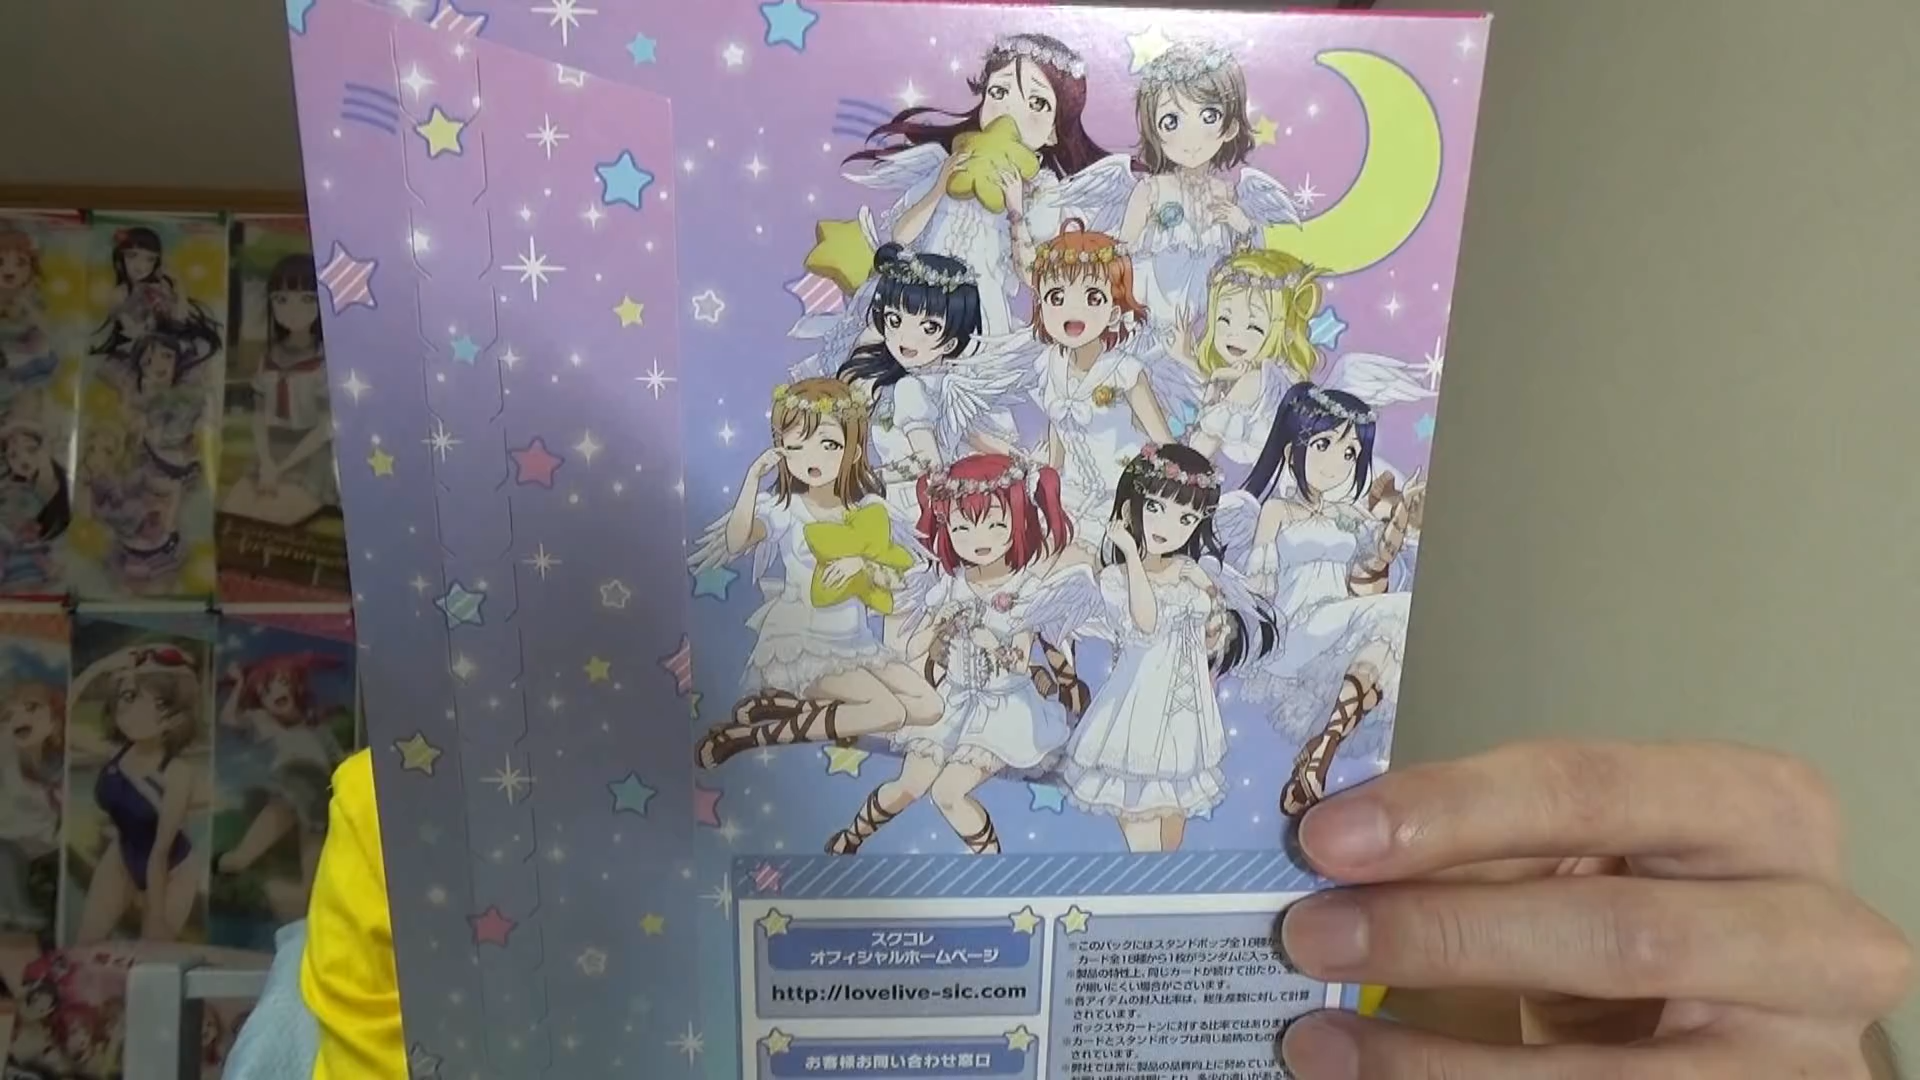 スクコレ
オフィシャルホームページ
http://lovelive-sic.com
お客様お問い合わせ窓口
※このパックにはスタンドポップ全18種か
カード全18種から1枚がランダムに入って
※製品の特性上、同じカードが続けて出たり、全
が揃いにくい場合がございます。
※各アイテムの封入比率は、総生産数に対して計算
されています。
ボックスやカートンに対する比率ではありま
※カードとスタンドポップは同じ絵柄のもの
されています。
※弊社では常に製品の品質向上に努めていま